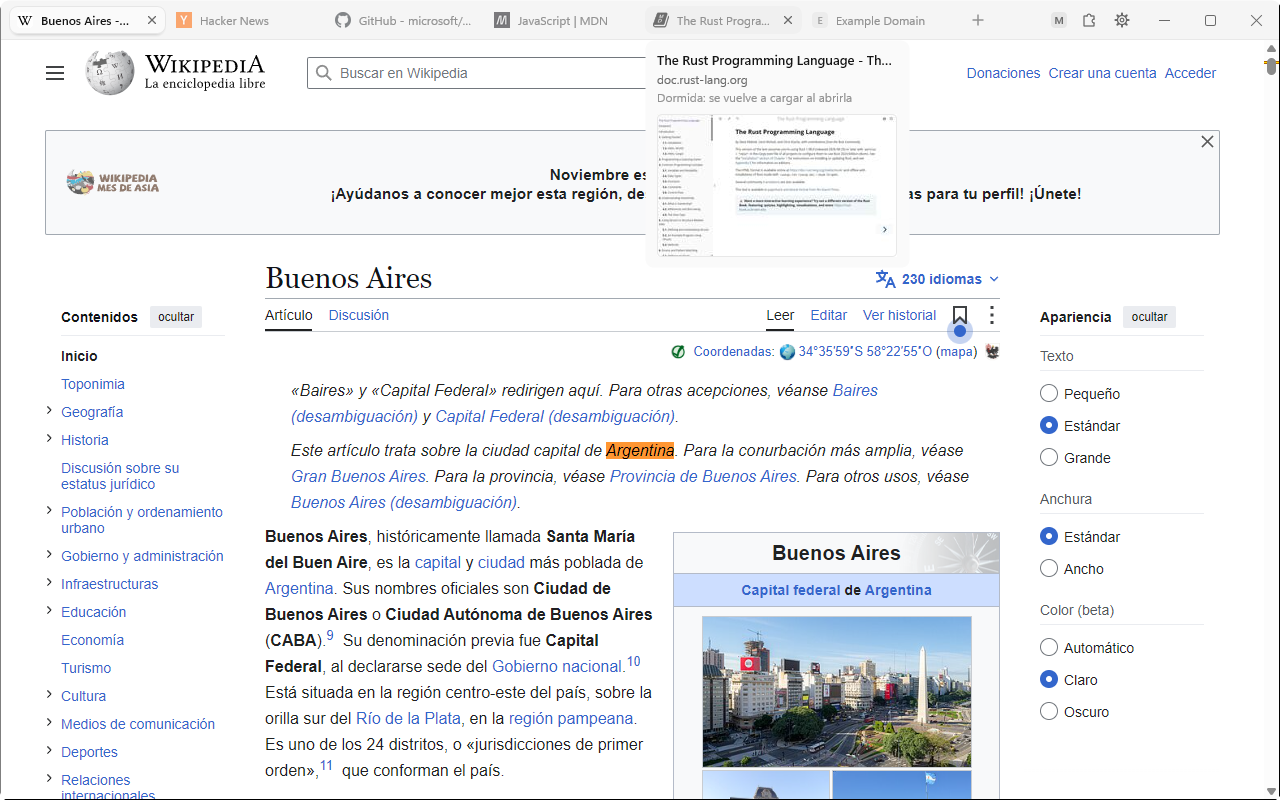 Buenos Aires -...
Hacker News
GitHub - microsoft/...
JavaScript | MDN
The Rust Progra...
Example Domain
M
WIKIPEDIA
La enciclopedia libre
Buscar en Wikipedia
Donaciones Crear una cuenta Acceder
The Rust Programming Language - Th...
doc.rust-lang.org
Dormida: se vuelve a cargar al abrirla
The Rust Programming Language
The Rust Programming Language
WIKIPEDIA
MES DE ASIA
Noviembre es
¡Ayúdanos a conocer mejor esta región, de
as para tu perfil! ¡Únete!
Buenos Aires
230 idiomas
Artículo Discusión
Leer Editar Ver historial
Coordenadas: 34°35′59″S 58°22′55″O (mapa)
Contenidos ocultar
Inicio
Toponimia
Geografía
Historia
Discusión sobre su
estatus jurídico
Población y ordenamiento
urbano
Gobierno y administración
Infraestructuras
Educación
Economía
Turismo
Cultura
Medios de comunicación
Deportes
Relaciones
internacionales
«Baires» y «Capital Federal» redirigen aquí. Para otras acepciones, véanse Baires
(desambiguación) y Capital Federal (desambiguación).
Este artículo trata sobre la ciudad capital de Argentina. Para la conurbación más amplia, véase
Gran Buenos Aires. Para la provincia, véase Provincia de Buenos Aires. Para otros usos, véase
Buenos Aires (desambiguación).
Buenos Aires, históricamente llamada Santa María
del Buen Aire, es la capital y ciudad más poblada de
Argentina. Sus nombres oficiales son Ciudad de
Buenos Aires o Ciudad Autónoma de Buenos Aires
(CABA).9 Su denominación previa fue Capital
Federal, al declararse sede del Gobierno nacional.10
Está situada en la región centro-este del país, sobre la
orilla sur del Río de la Plata, en la región pampeana.
Es uno de los 24 distritos, o «jurisdicciones de primer
orden»,11 que conforman el país.
Buenos Aires
Capital federal de Argentina
Apariencia ocultar
Texto
Pequeño
Estándar
Grande
Anchura
Estándar
Ancho
Color (beta)
Automático
Claro
Oscuro